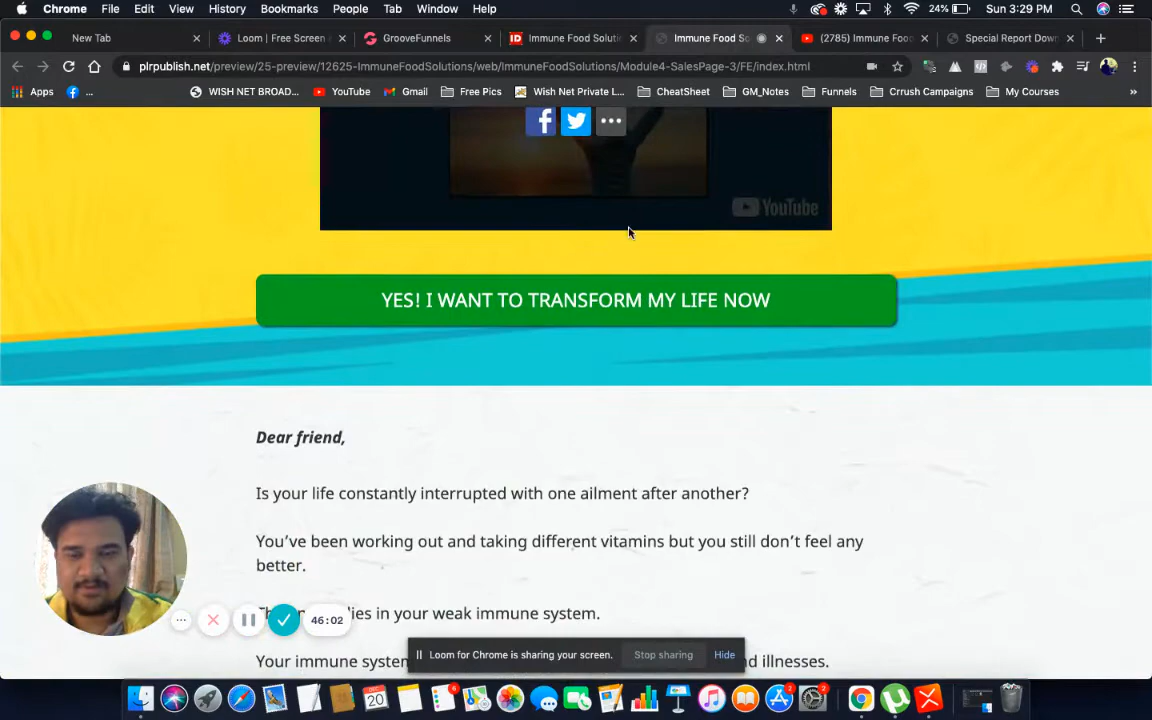 Chrome File Edit View History Bookmarks People Tab Window Help 24% Sun 3:29 PM
New Tab Loom | Free Screen GrooveFunnels Immune Food Soluti Immune Food So (2785) Immune Foo Special Report Dow
plrpublish.net/preview/25-preview/12625-ImmuneFoodSolutions/web/ImmuneFoodSolutions/Module4-SalesPage-3/FE/index.html
Apps ... WISH NET BROAD... YouTube Gmail Free Pics Wish Net Private L... CheatSheet GM_Notes Funnels Crrush Campaigns My Courses
YouTube
YES! I WANT TO TRANSFORM MY LIFE NOW
Dear friend,
Is your life constantly interrupted with one ailment after another?
You've been working out and taking different vitamins but you still don't feel any
better.
lies in your weak immune system.
46:02
Loom for Chrome is sharing your screen. Stop sharing Hide
Your immune system d illnesses.
DEC
20